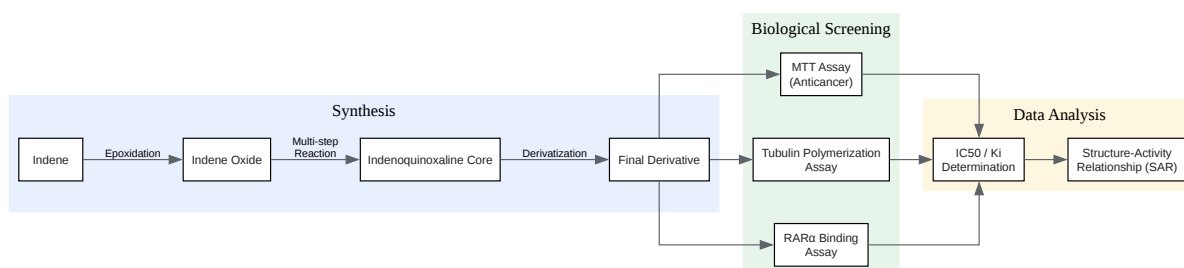 Biological Screening
MTT Assay
(Anticancer)
Synthesis
Data Analysis
Indene
Epoxidation
Indene Oxide
Multi-step
Reaction
Indenoquinoxaline Core
Derivatization
Final Derivative
Tubulin Polymerization
Assay
IC50 / Ki
Determination
Structure-Activity
Relationship (SAR)
RARα Binding
Assay